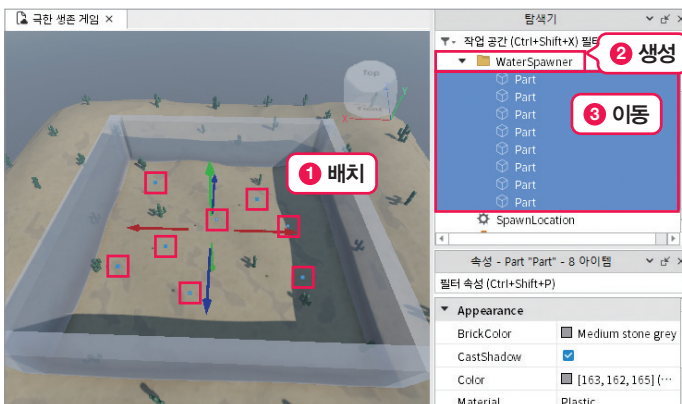 극한 생존 게임 ×
탐색기
작업 공간 (Ctrl+Shift+X) 필터
② 생성
WaterSpawner
Part
Part
Part
Part
Part
Part
Part
Part
③ 이동
SpawnLocation
① 배치
Top
X
Y
속성 - Part "Part" - 8 아이템
필터 속성 (Ctrl+Shift+P)
Appearance
BrickColor Medium stone grey
CastShadow
Color [163, 162, 165] (···
Material Plastic